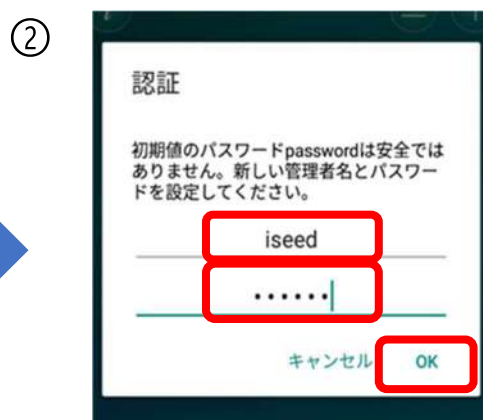 ②
認証
初期値のパスワードpasswordは安全では
ありません。新しい管理者名とパスワー
ドを設定してください。
iseed
••••••
キャンセル OK